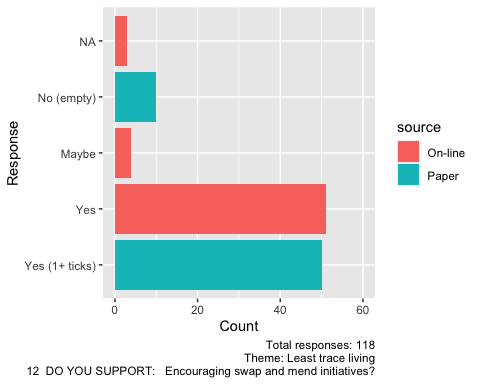 NA
No (empty)
Maybe
Yes
Yes (1+ ticks)
Response
0 20 40 60
Count
source
On-line
Paper
Total responses: 118
Theme: Least trace living
12 DO YOU SUPPORT: Encouraging swap and mend initiatives?